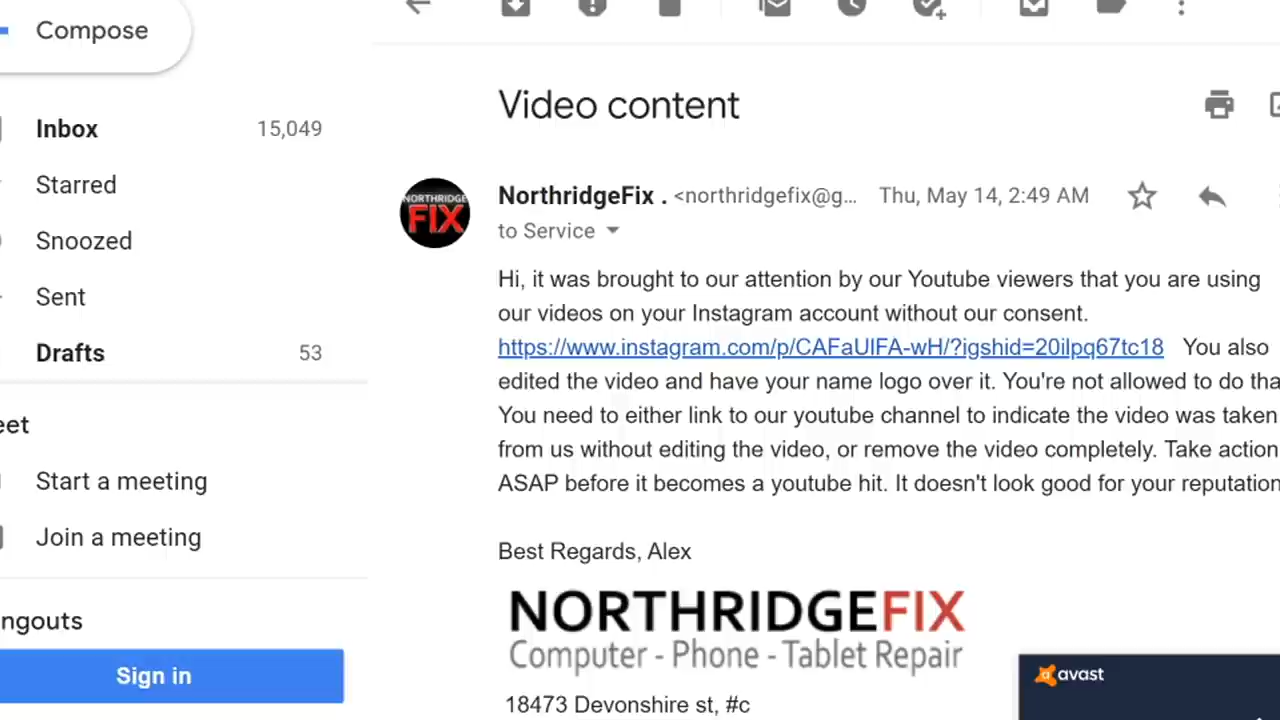 Compose
Inbox 15,049
Starred
Snoozed
Sent
Drafts 53
eet
Start a meeting
Join a meeting
ngouts
Sign in
Video content
NORTHRIDGE
FIX
NorthridgeFix . <northridgefix@g... Thu, May 14, 2:49 AM
to Service
Hi, it was brought to our attention by our Youtube viewers that you are using
our videos on your Instagram account without our consent.
https://www.instagram.com/p/CAFaUlFA-wH/?igshid=20ilpq67tc18 You also
edited the video and have your name logo over it. You're not allowed to do tha
You need to either link to our youtube channel to indicate the video was taken
from us without editing the video, or remove the video completely. Take action
ASAP before it becomes a youtube hit. It doesn't look good for your reputation
Best Regards, Alex
NORTHRIDGEFIX
Computer - Phone - Tablet Repair
18473 Devonshire st, #c
avast